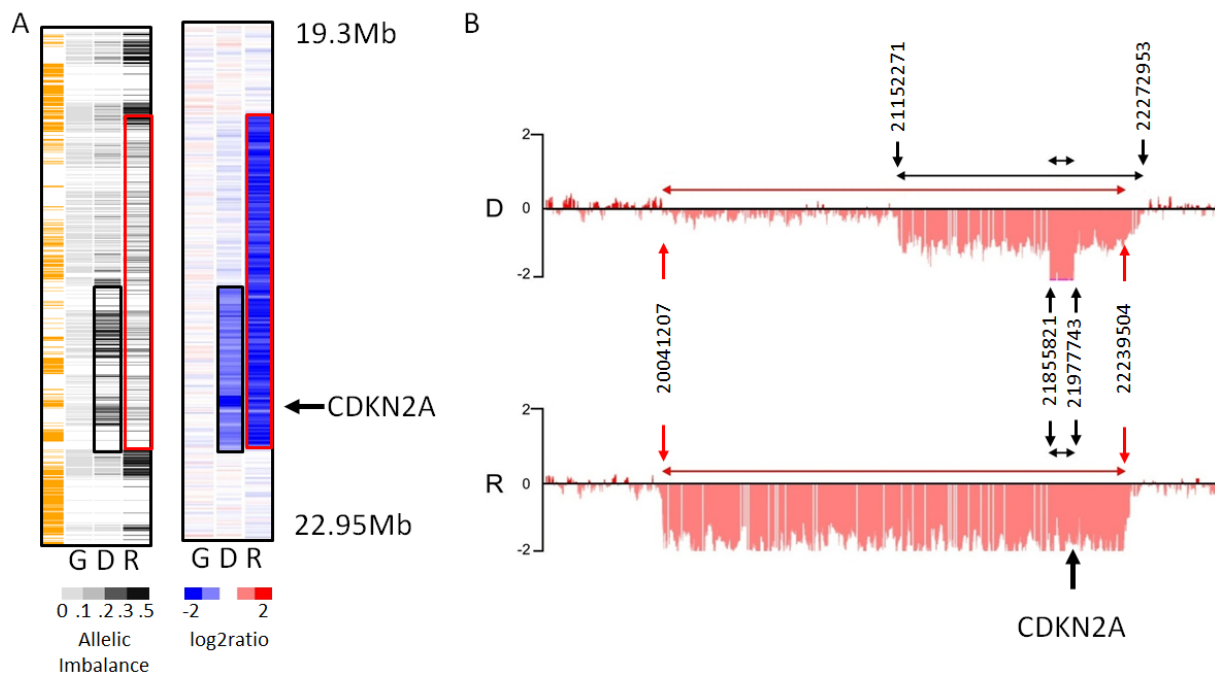 A
19.3Mb
CDKN2A
22.95Mb
G D R
0 .1 .2 .3 .5
Allelic
Imbalance
-2 2
log2ratio
B
21152271
22272953
2
D 0
-2
20041207
21855821
21977743
22239504
2
R 0
-2
CDKN2A